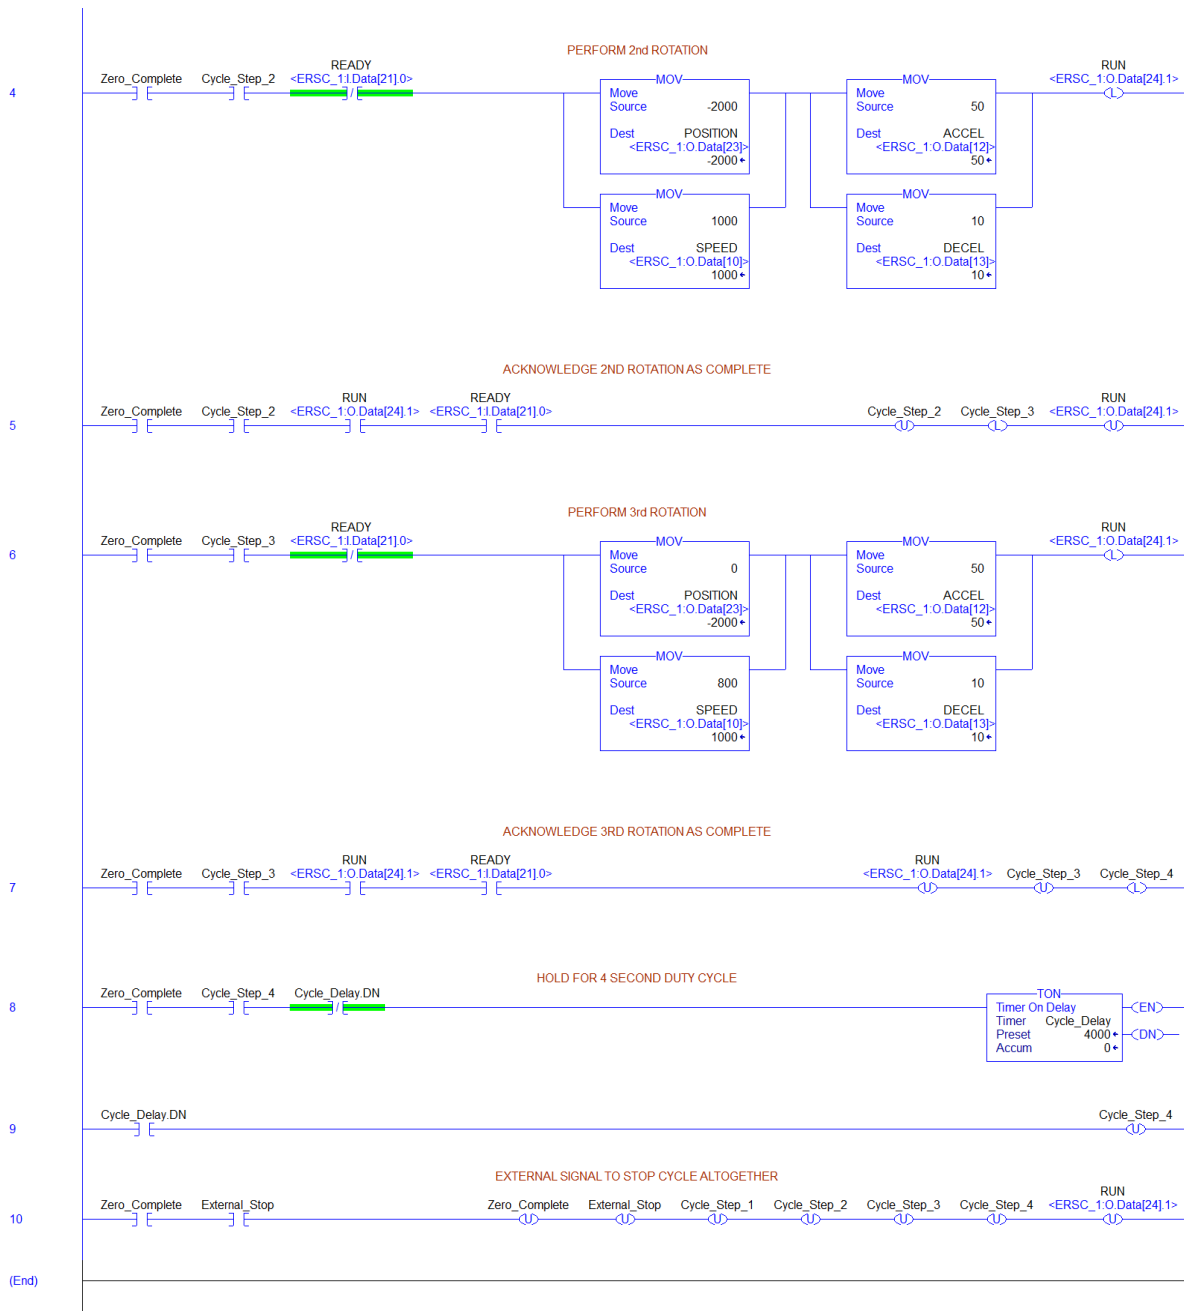 PERFORM 2nd ROTATION
READY
RUN
Zero_Complete Cycle_Step_2 <ERSC_1:I.Data[21].0> MOV MOV <ERSC_1:O.Data[24].1>
4 Move Move L
Source -2000 Source 50
Dest POSITION Dest ACCEL
<ERSC_1:O.Data[23]> <ERSC_1:O.Data[12]>
-2000 50
MOV MOV
Move Move
Source 1000 Source 10
Dest SPEED Dest DECEL
<ERSC_1:O.Data[10]> <ERSC_1:O.Data[13]>
1000 10
ACKNOWLEDGE 2ND ROTATION AS COMPLETE
RUN READY RUN
Zero_Complete Cycle_Step_2 <ERSC_1:O.Data[24].1> <ERSC_1:I.Data[21].0> Cycle_Step_2 Cycle_Step_3 <ERSC_1:O.Data[24].1>
5 U L U
PERFORM 3rd ROTATION
READY RUN
Zero_Complete Cycle_Step_3 <ERSC_1:I.Data[21].0> MOV MOV <ERSC_1:O.Data[24].1>
6 Move Move L
Source 0 Source 50
Dest POSITION Dest ACCEL
<ERSC_1:O.Data[23]> <ERSC_1:O.Data[12]>
-2000 50
MOV MOV
Move Move
Source 800 Source 10
Dest SPEED Dest DECEL
<ERSC_1:O.Data[10]> <ERSC_1:O.Data[13]>
1000 10
ACKNOWLEDGE 3RD ROTATION AS COMPLETE
RUN READY RUN
Zero_Complete Cycle_Step_3 <ERSC_1:O.Data[24].1> <ERSC_1:I.Data[21].0> <ERSC_1:O.Data[24].1> Cycle_Step_3 Cycle_Step_4
7 U U L
HOLD FOR 4 SECOND DUTY CYCLE
Zero_Complete Cycle_Step_4 Cycle_Delay.DN TON
8 Timer On Delay EN
Timer Cycle_Delay
Preset 4000 DN
Accum 0
Cycle_Delay.DN Cycle_Step_4
9 U
EXTERNAL SIGNAL TO STOP CYCLE ALTOGETHER
RUN
Zero_Complete External_Stop Zero_Complete External_Stop Cycle_Step_1 Cycle_Step_2 Cycle_Step_3 Cycle_Step_4 <ERSC_1:O.Data[24].1>
10 U U U U U U U
(End)